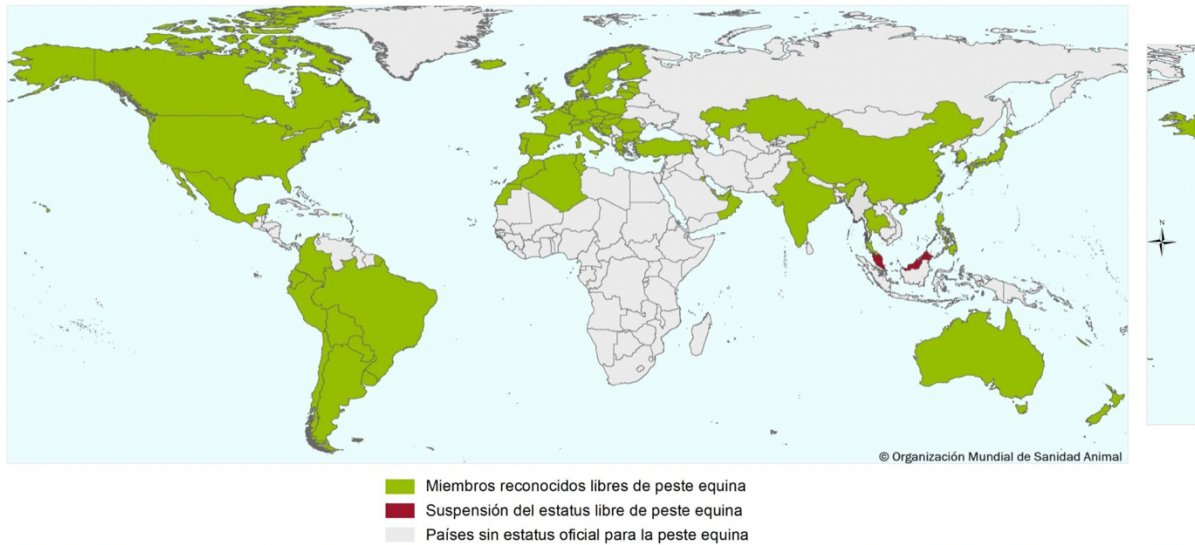 N
© Organización Mundial de Sanidad Animal
Miembros reconocidos libres de peste equina
Suspensión del estatus libre de peste equina
Países sin estatus oficial para la peste equina